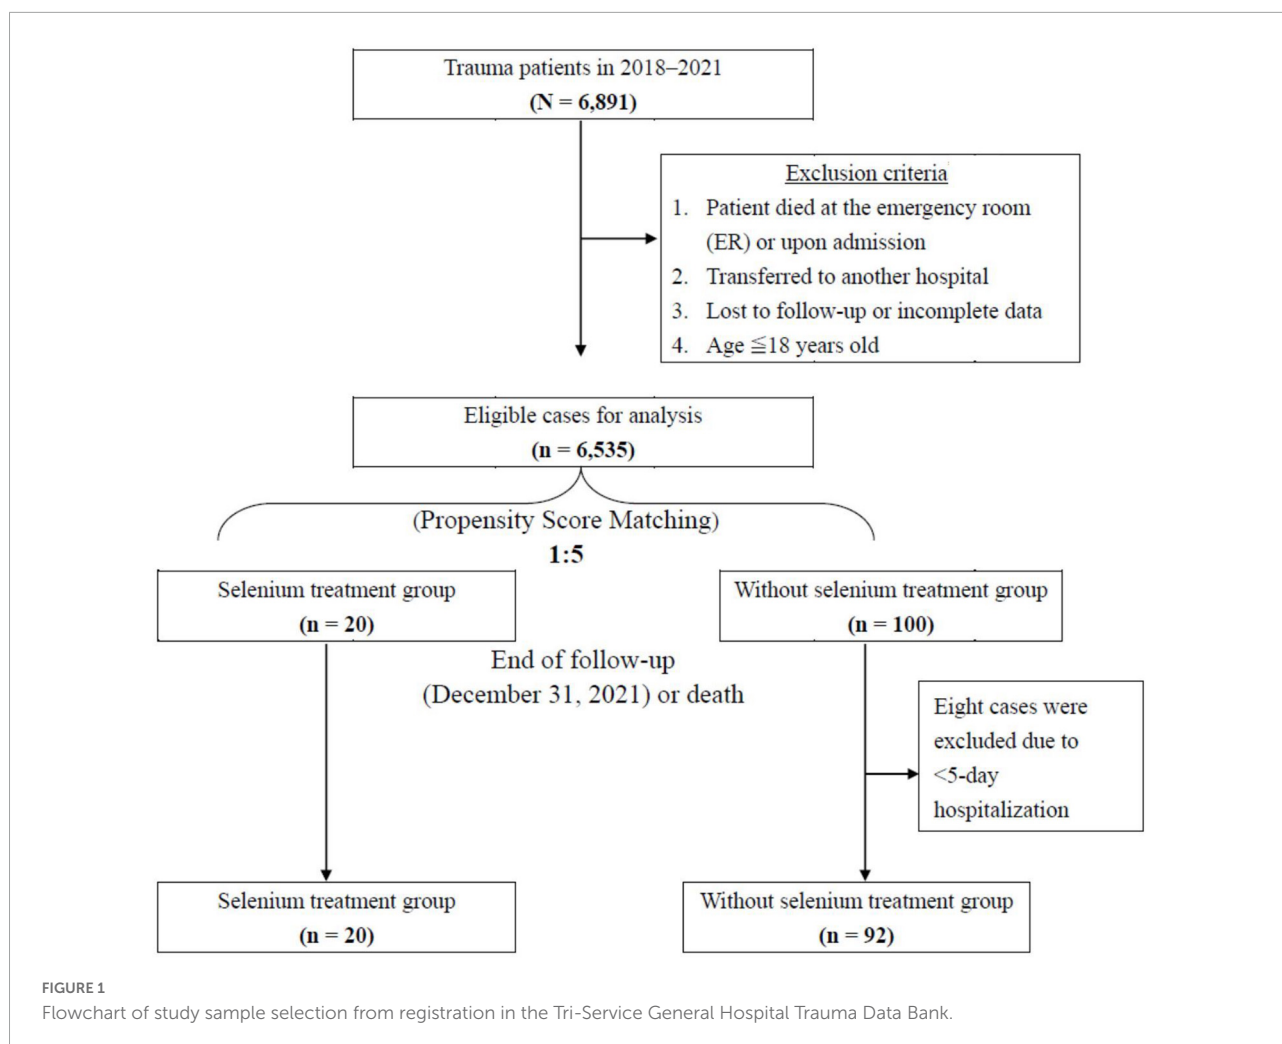 Trauma patients in 2018–2021
(N = 6,891)
Exclusion criteria
1. Patient died at the emergency room
(ER) or upon admission
2. Transferred to another hospital
3. Lost to follow-up or incomplete data
4. Age ≦18 years old
Eligible cases for analysis
(n = 6,535)
(Propensity Score Matching)
1:5
Selenium treatment group
(n = 20)
Without selenium treatment group
(n = 100)
End of follow-up
(December 31, 2021) or death
Eight cases were
excluded due to
<5-day
hospitalization
Selenium treatment group
(n = 20)
Without selenium treatment group
(n = 92)
FIGURE 1
Flowchart of study sample selection from registration in the Tri-Service General Hospital Trauma Data Bank.